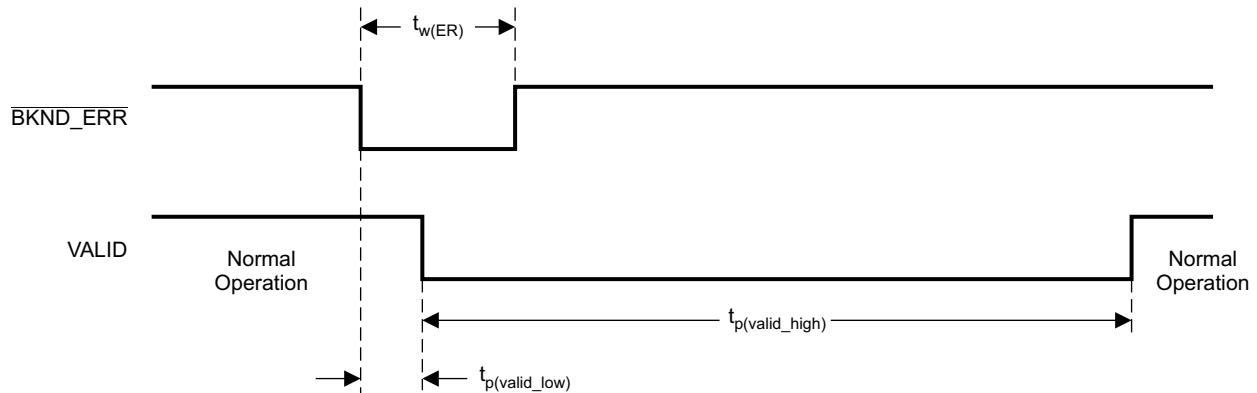 tw(ER)
BKND_ERR
VALID
Normal
Operation
Normal
Operation
tp(valid_high)
tp(valid_low)